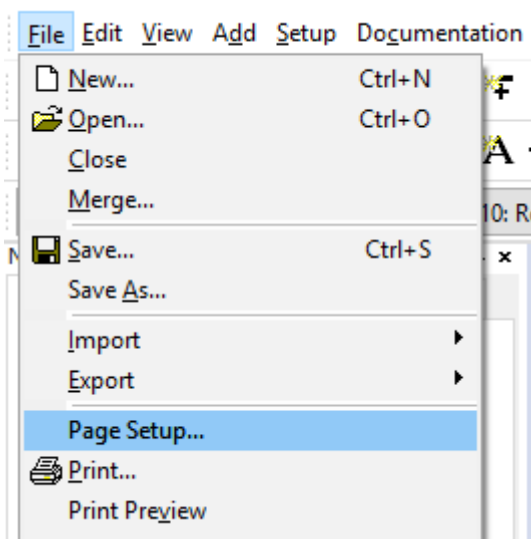 File Edit View Add Setup Documentation
New... Ctrl+N
Open... Ctrl+O
Close
Merge...
10: R
Save... Ctrl+S
Save As...
Import
Export
Page Setup...
Print...
Print Preview